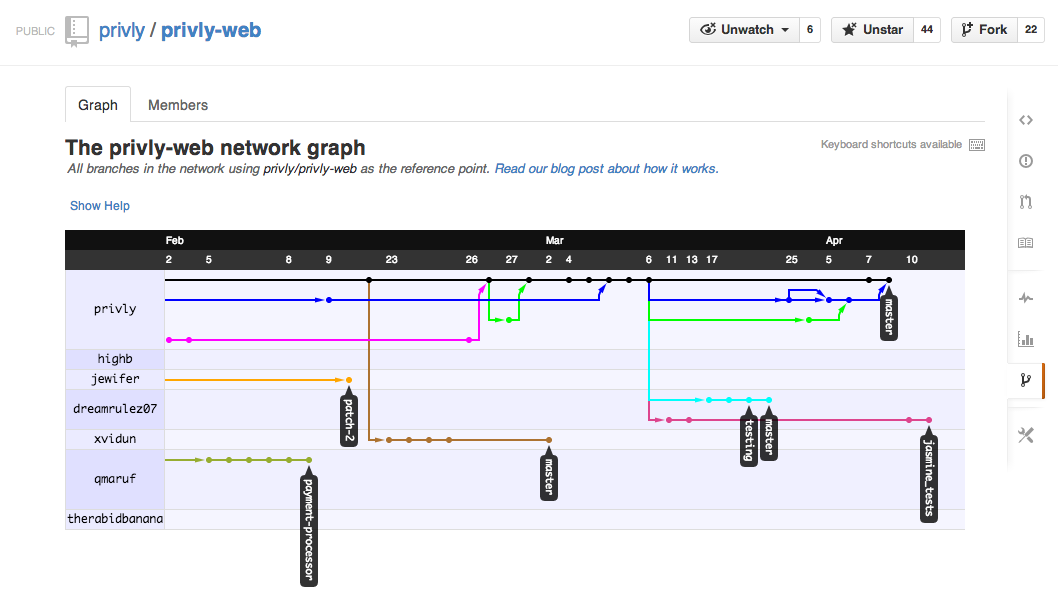 PUBLIC privly / privly-web Unwatch 6 Unstar 44 Fork 22
Graph Members
The privly-web network graph Keyboard shortcuts available
All branches in the network using privly/privly-web as the reference point. Read our blog post about how it works.
Show Help
Feb Mar Apr
2 5 8 9 23 26 27 2 4 6 11 13 17 25 5 7 10
privly
master
highb
jewifer
patch-2
dreamrulez07
testing
master
jasmine_tests
xvidun
master
qmaruf
payment-processor
therabidbanana